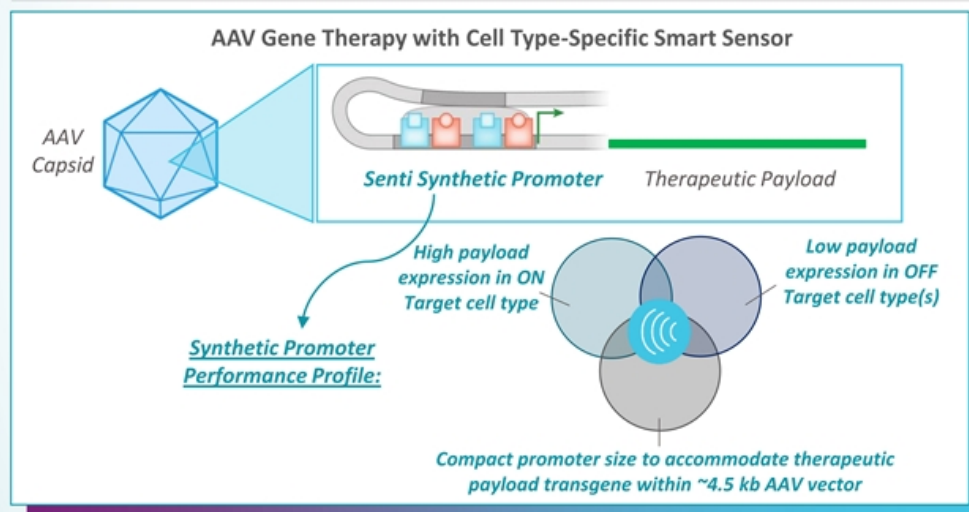 AAV Gene Therapy with Cell Type-Specific Smart Sensor
AAV
Capsid
Senti Synthetic Promoter
Therapeutic Payload
High payload
expression in ON
Target cell type
Low payload
expression in OFF
Target cell type(s)
Synthetic Promoter
Performance Profile:
Compact promoter size to accommodate therapeutic
payload transgene within ~4.5 kb AAV vector